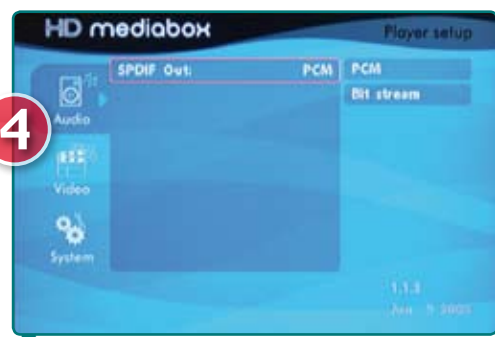 HD mediabox
Player setup
SPDIF Out: PCM
PCM
Bit stream
4
Audio
Video
System
1.1.3